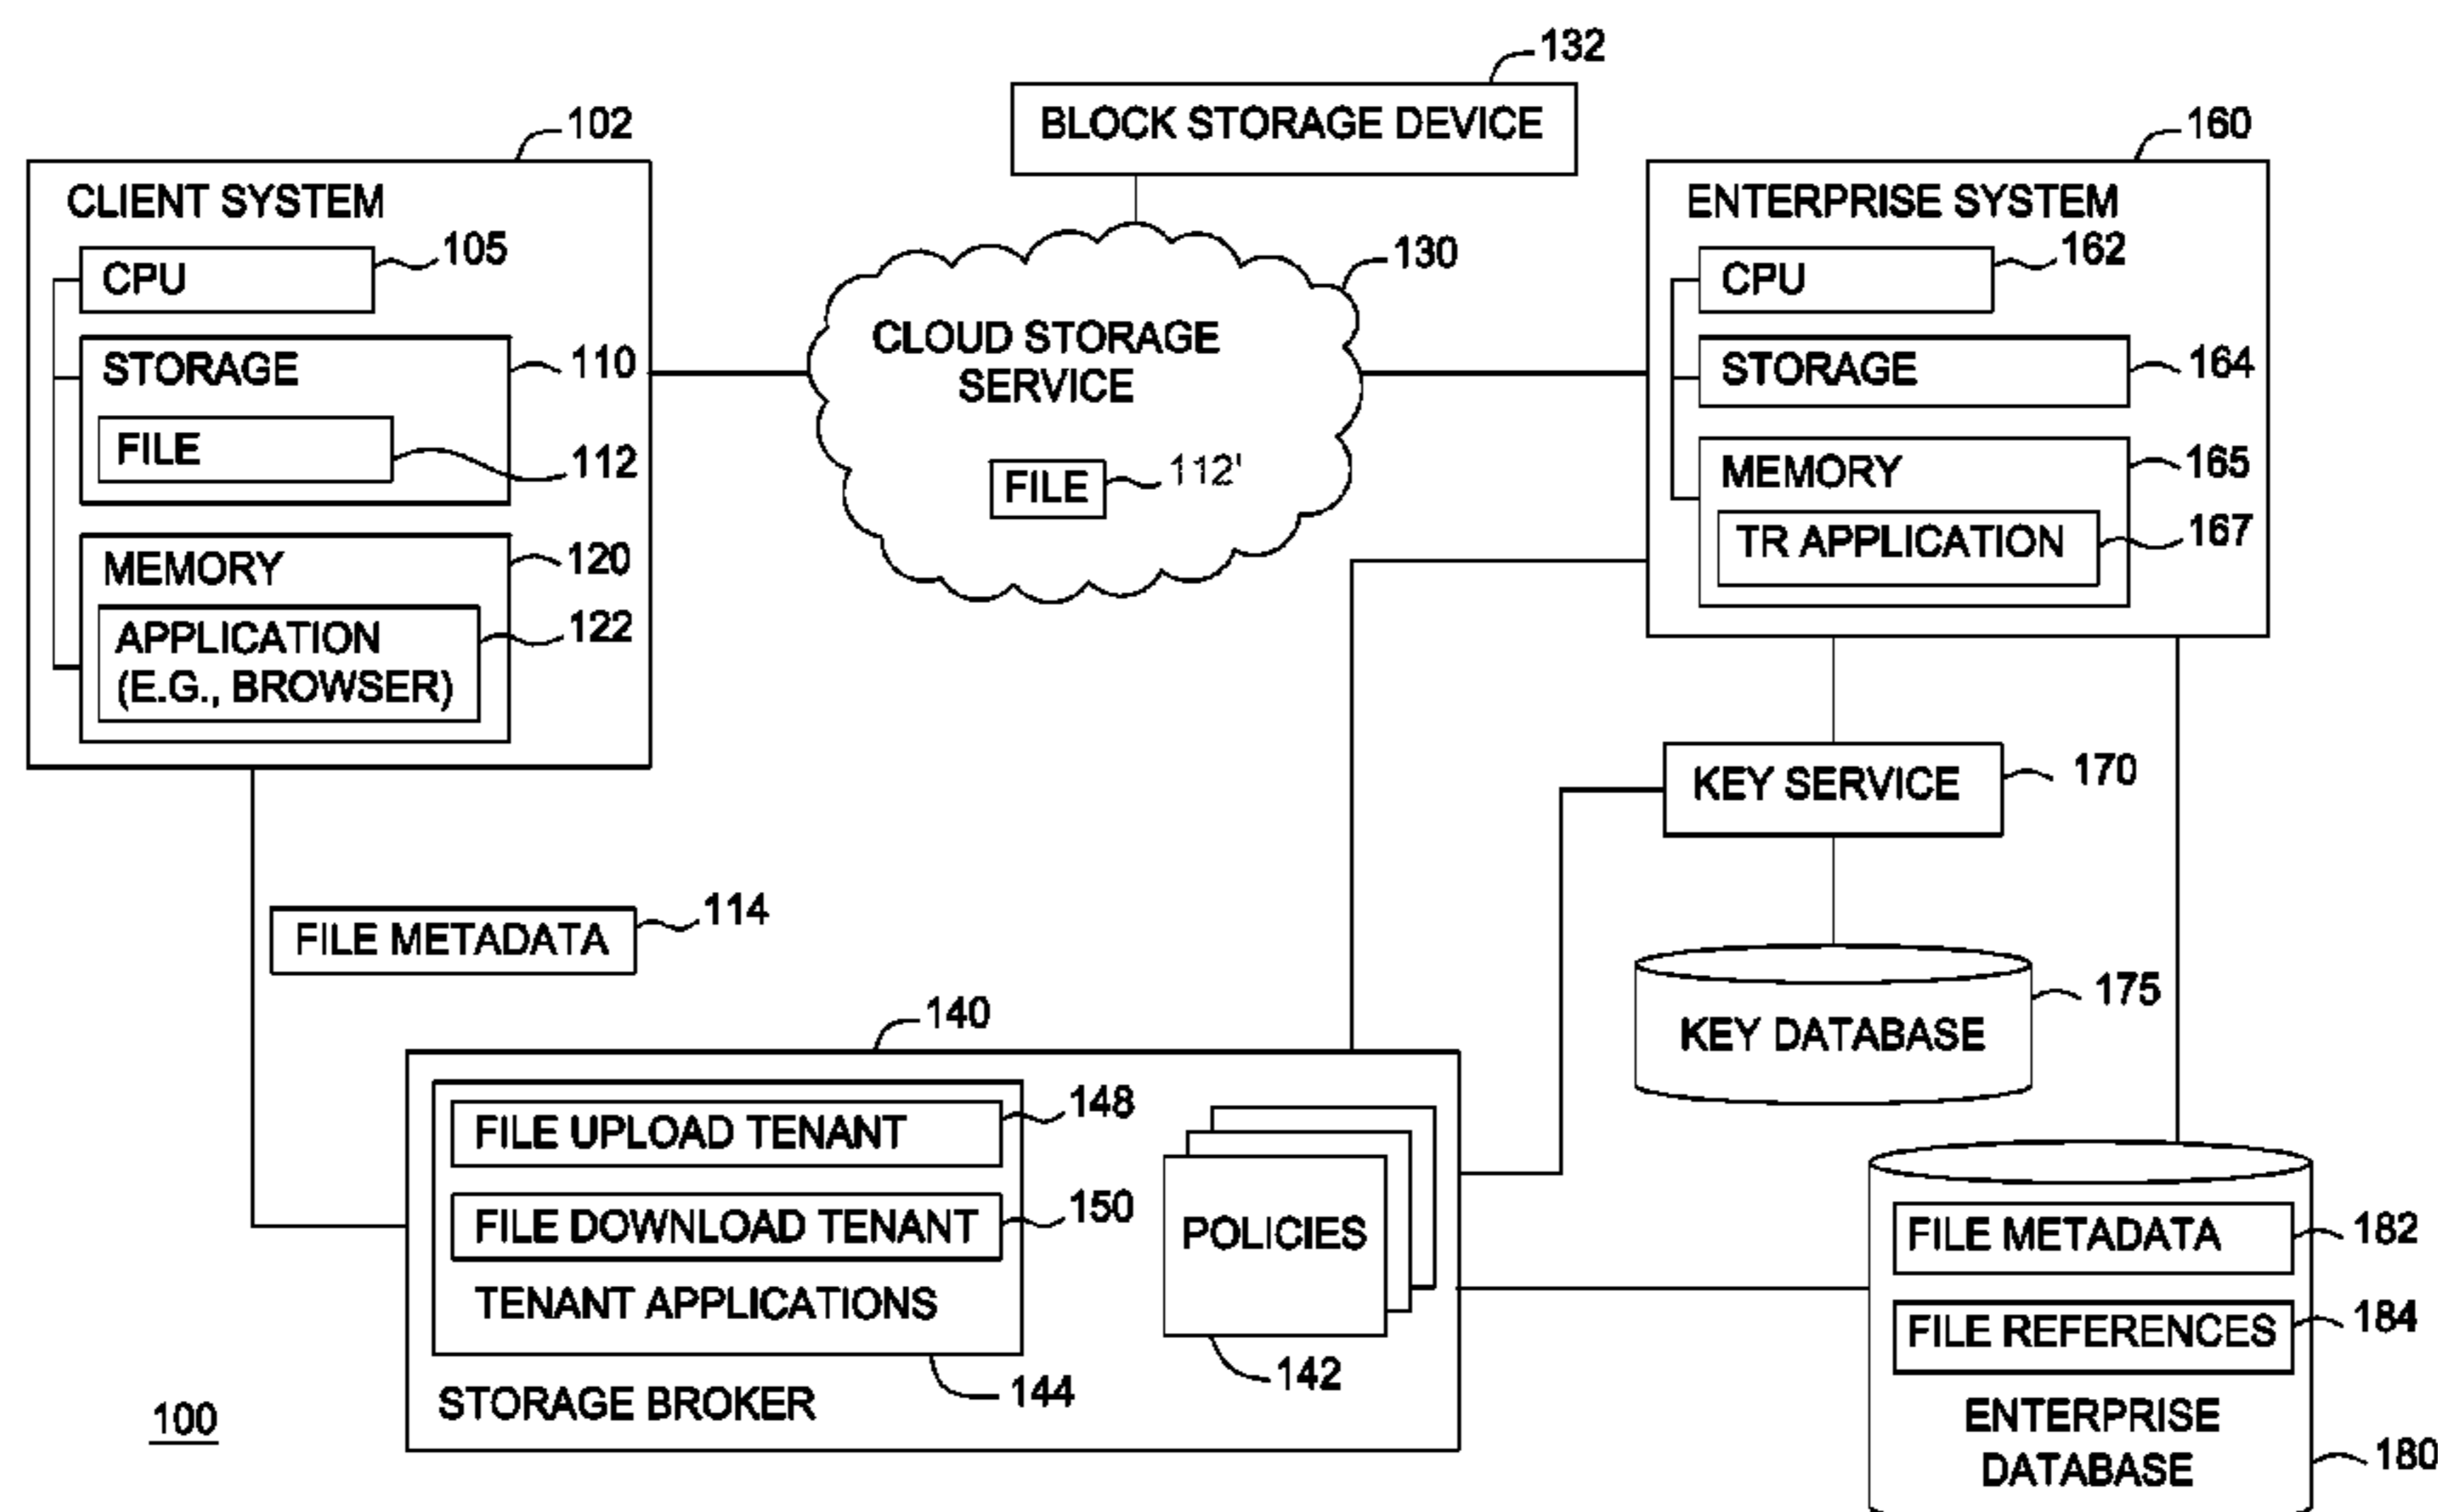 132
BLOCK STORAGE DEVICE
102
CLIENT SYSTEM
CPU
105
STORAGE
110
FILE
112
MEMORY
120
APPLICATION
(E.G., BROWSER)
122
130
CLOUD STORAGE
SERVICE
FILE
112'
160
ENTERPRISE SYSTEM
CPU
162
STORAGE
164
MEMORY
165
TR APPLICATION
167
KEY SERVICE
170
KEY DATABASE
175
FILE METADATA
114
140
FILE UPLOAD TENANT
148
FILE DOWNLOAD TENANT
150
TENANT APPLICATIONS
144
POLICIES
142
STORAGE BROKER
FILE METADATA
182
FILE REFERENCES
184
ENTERPRISE
DATABASE
180
100